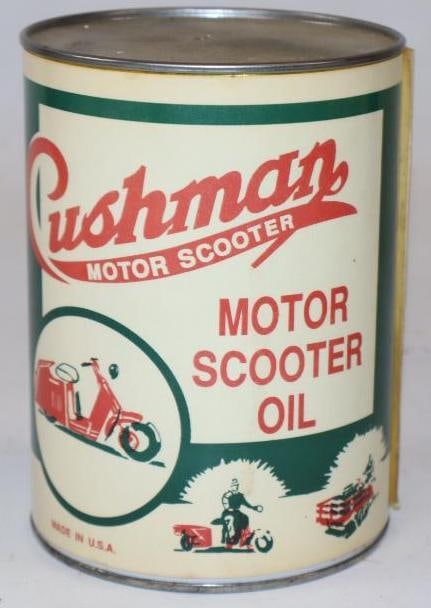 Cushman
MOTOR SCOOTER
MOTOR
SCOOTER
OIL
MADE IN U.S.A.